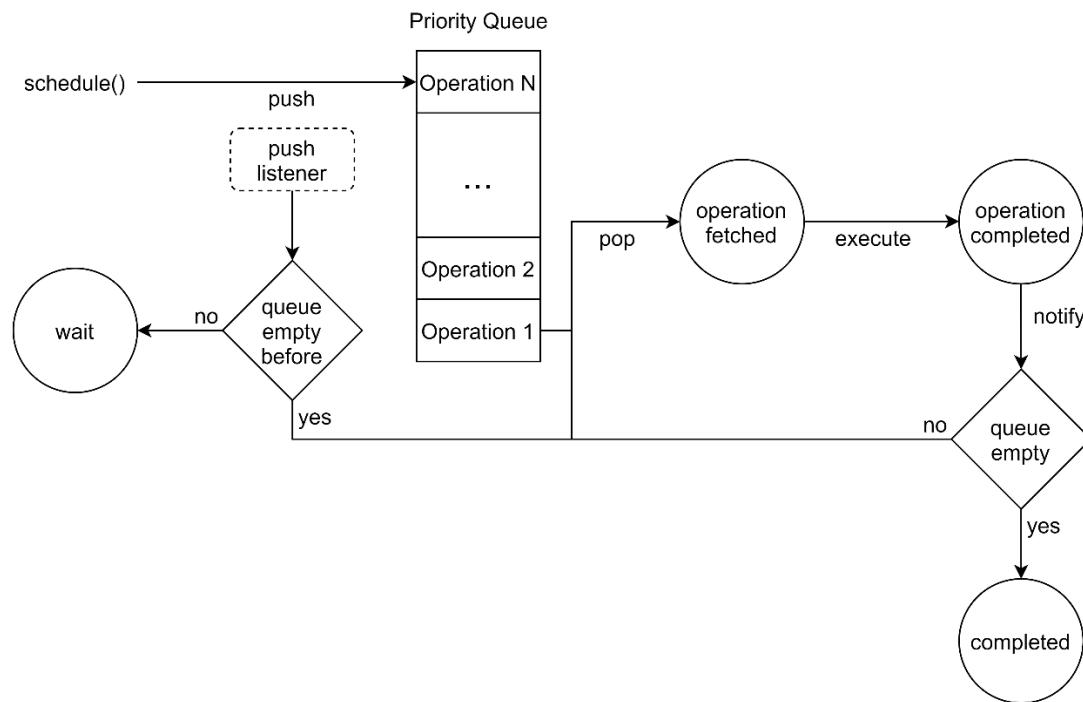 Priority Queue
schedule()
push
Operation N
push
listener
...
operation
fetched
operation
completed
pop
execute
Operation 2
Operation 1
wait
no
queue
empty
before
yes
notify
no
queue
empty
yes
completed